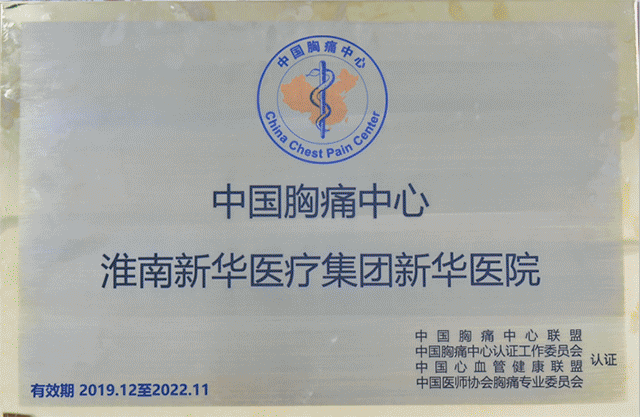 中国胸痛中心
China Chest Pain Center
中国胸痛中心
淮南新华医疗集团新华医院
中国胸痛中心联盟
中国胸痛中心认证工作委员会
中国心血管健康联盟
中国医师协会胸痛专业委员会
认证
有效期 2019.12至2022.11